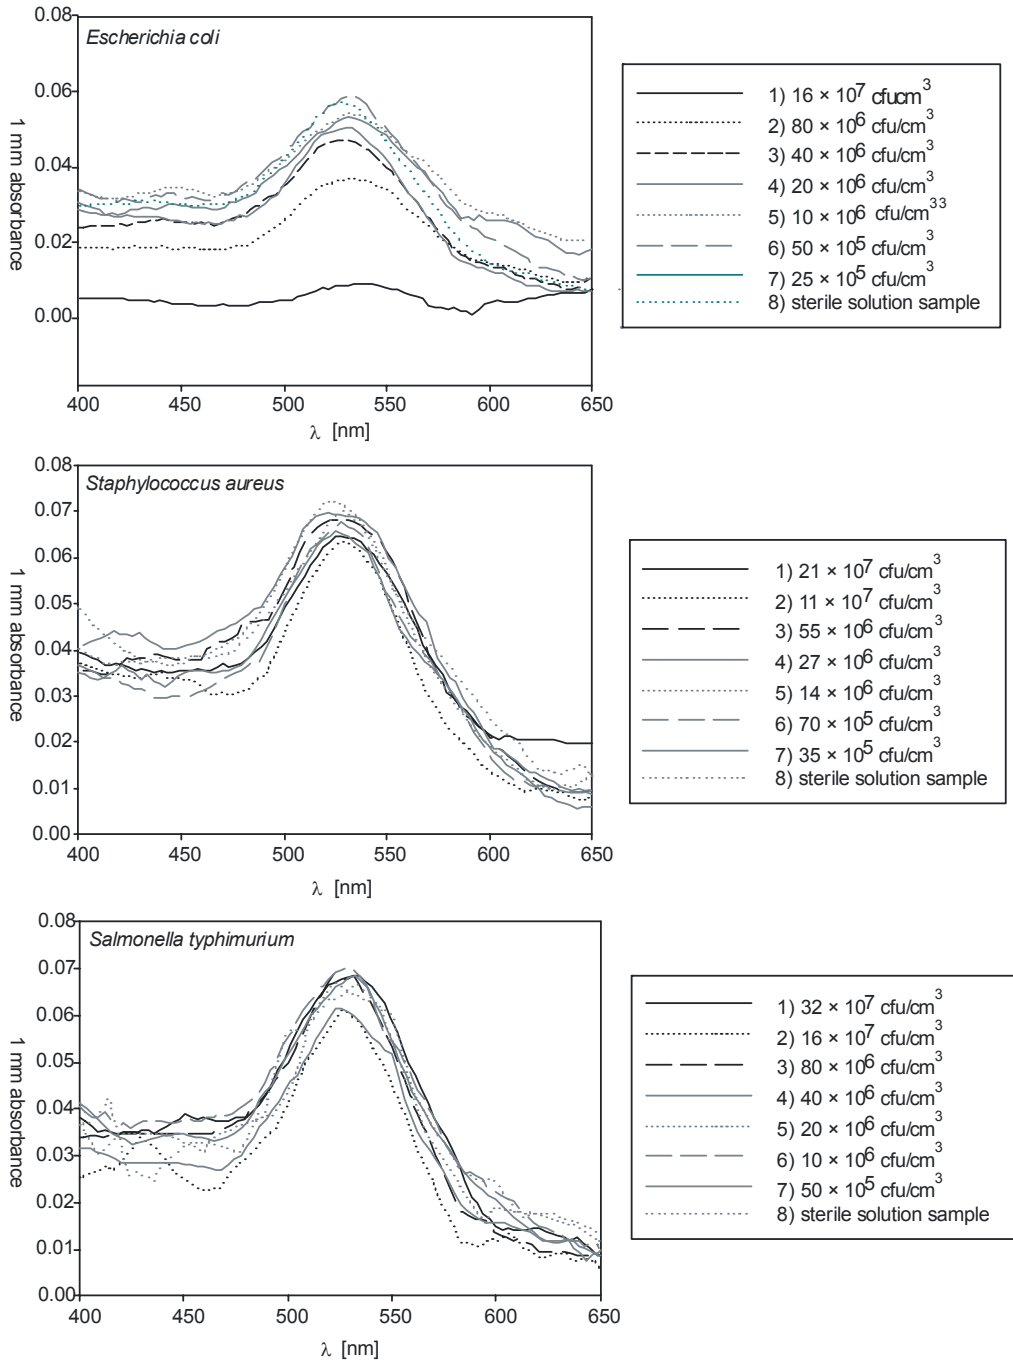 0.08
Escherichia coli
0.06
0.04
0.02
0.00
1 mm absorbance
400 450 500 550 600 650
λ [nm]
1) 16 × 10⁷ cfucm³
2) 80 × 10⁶ cfu/cm³
3) 40 × 10⁶ cfu/cm³
4) 20 × 10⁶ cfu/cm³
5) 10 × 10⁶ cfu/cm³³
6) 50 × 10⁵ cfu/cm³
7) 25 × 10⁵ cfu/cm³
8) sterile solution sample
0.08
Staphylococcus aureus
0.07
0.06
0.05
0.04
0.03
0.02
0.01
0.00
1 mm absorbance
400 450 500 550 600 650
λ [nm]
1) 21 × 10⁷ cfu/cm³
2) 11 × 10⁷ cfu/cm³
3) 55 × 10⁶ cfu/cm³
4) 27 × 10⁶ cfu/cm³
5) 14 × 10⁶ cfu/cm³
6) 70 × 10⁵ cfu/cm³
7) 35 × 10⁵ cfu/cm³
8) sterile solution sample
0.08
Salmonella typhimurium
0.07
0.06
0.05
0.04
0.03
0.02
0.01
0.00
1 mm absorbance
400 450 500 550 600 650
λ [nm]
1) 32 × 10⁷ cfu/cm³
2) 16 × 10⁷ cfu/cm³
3) 80 × 10⁶ cfu/cm³
4) 40 × 10⁶ cfu/cm³
5) 20 × 10⁶ cfu/cm³
6) 10 × 10⁶ cfu/cm³
7) 50 × 10⁵ cfu/cm³
8) sterile solution sample